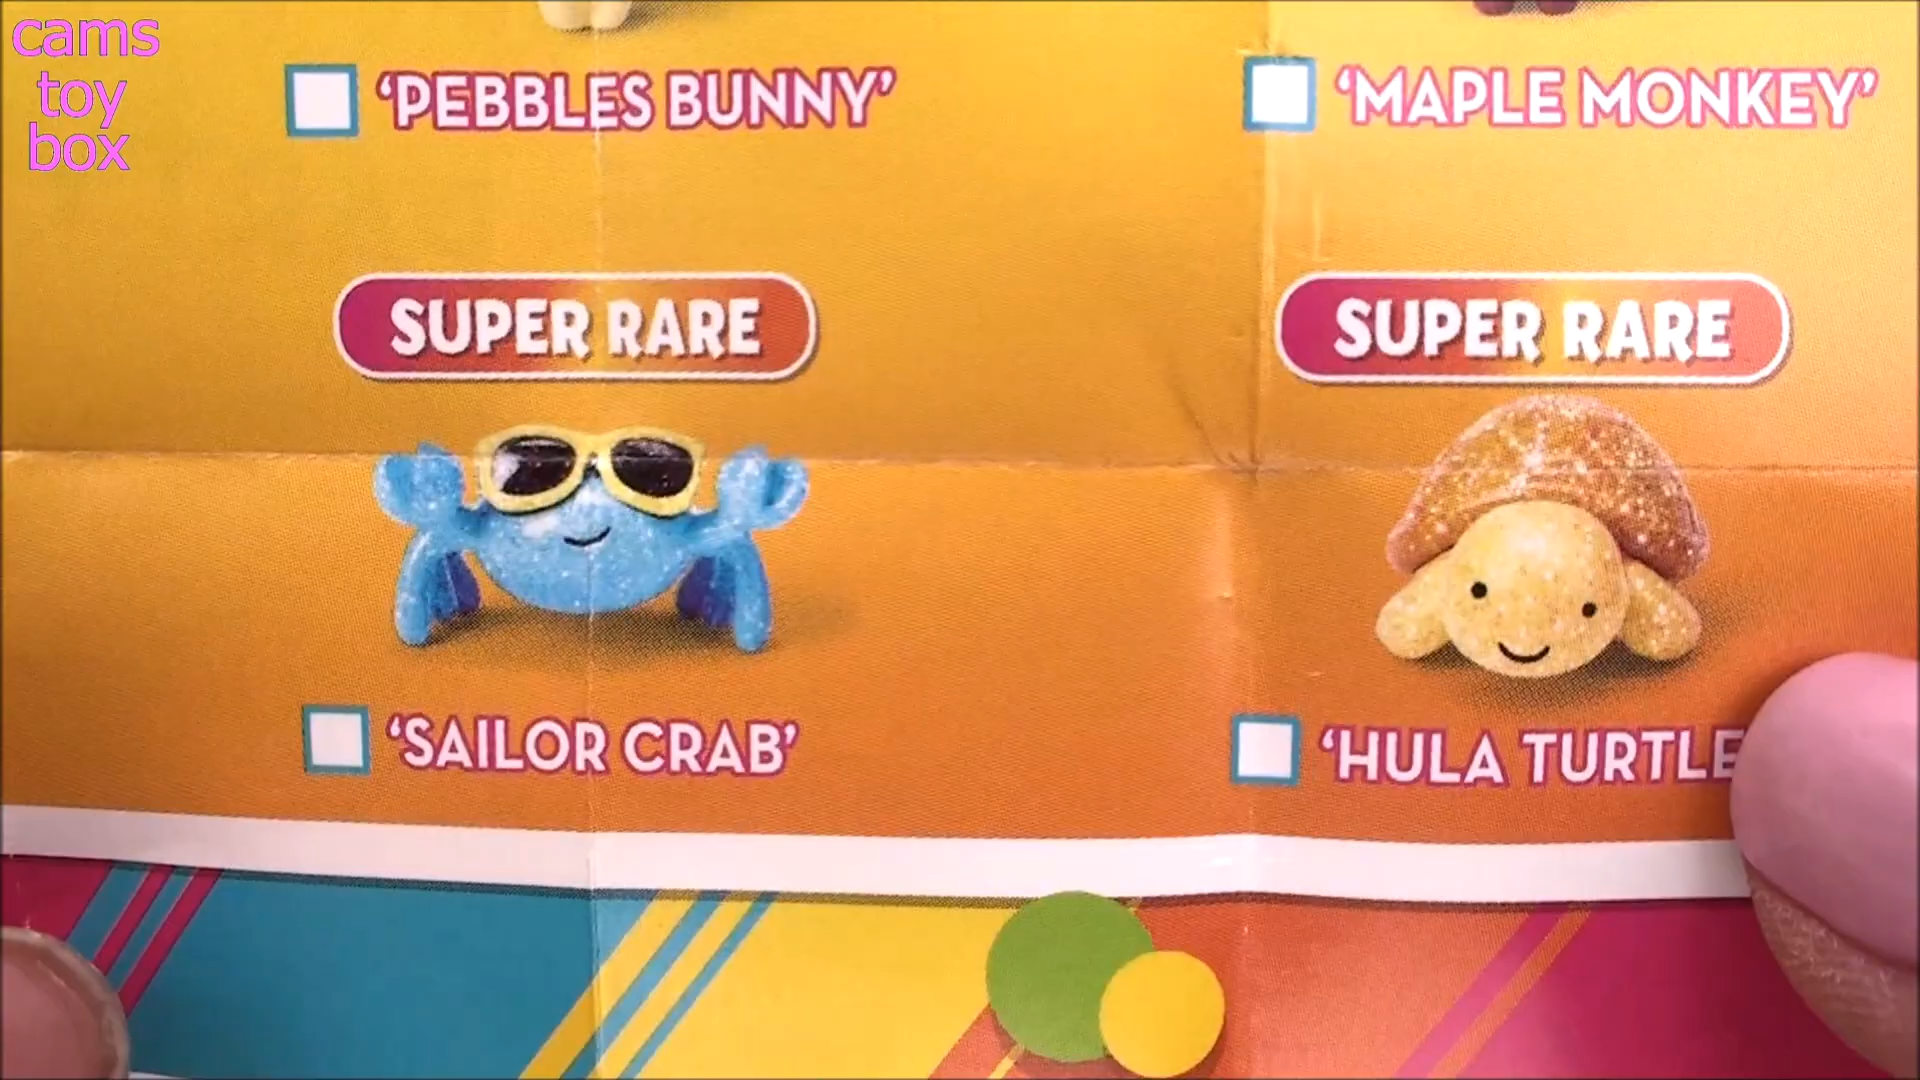 cams
toy
box
'PEBBLES BUNNY'
'MAPLE MONKEY'
SUPER RARE
SUPER RARE
'SAILOR CRAB'
'HULA TURTLE